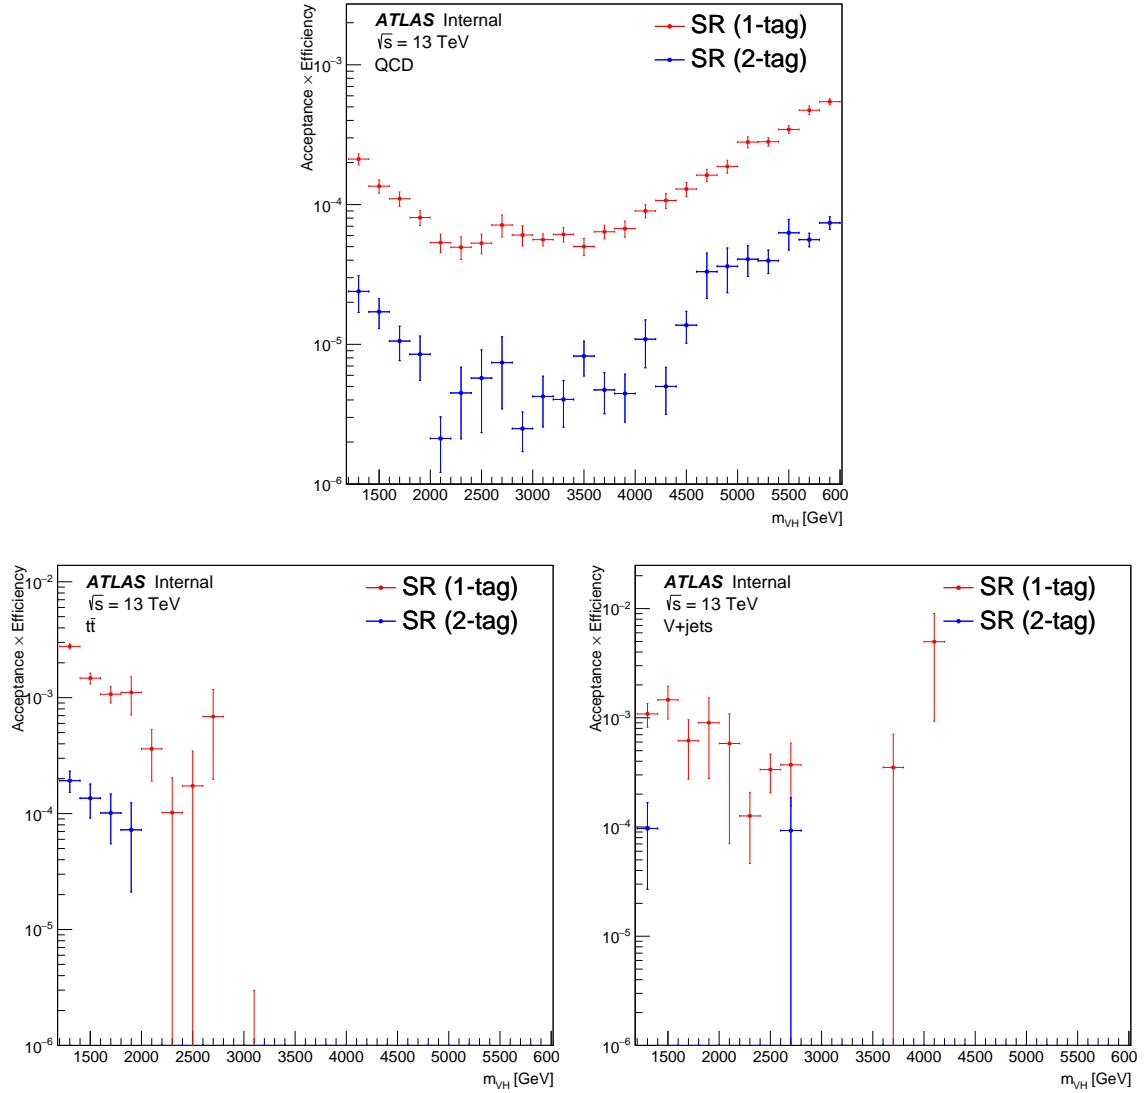 ATLAS Internal
√s = 13 TeV
QCD
SR (1-tag)
SR (2-tag)
Acceptance × Efficiency
10⁻³
10⁻⁴
10⁻⁵
10⁻⁶
1500 2000 2500 3000 3500 4000 4500 5000 5500 600
m_VH [GeV]
ATLAS Internal
√s = 13 TeV
tt̄
SR (1-tag)
SR (2-tag)
Acceptance × Efficiency
10⁻²
10⁻³
10⁻⁴
10⁻⁵
10⁻⁶
1500 2000 2500 3000 3500 4000 4500 5000 5500 600
m_VH [GeV]
ATLAS Internal
√s = 13 TeV
V+jets
SR (1-tag)
SR (2-tag)
Acceptance × Efficiency
10⁻²
10⁻³
10⁻⁴
10⁻⁵
10⁻⁶
1500 2000 2500 3000 3500 4000 4500 5000 5500 600
m_VH [GeV]